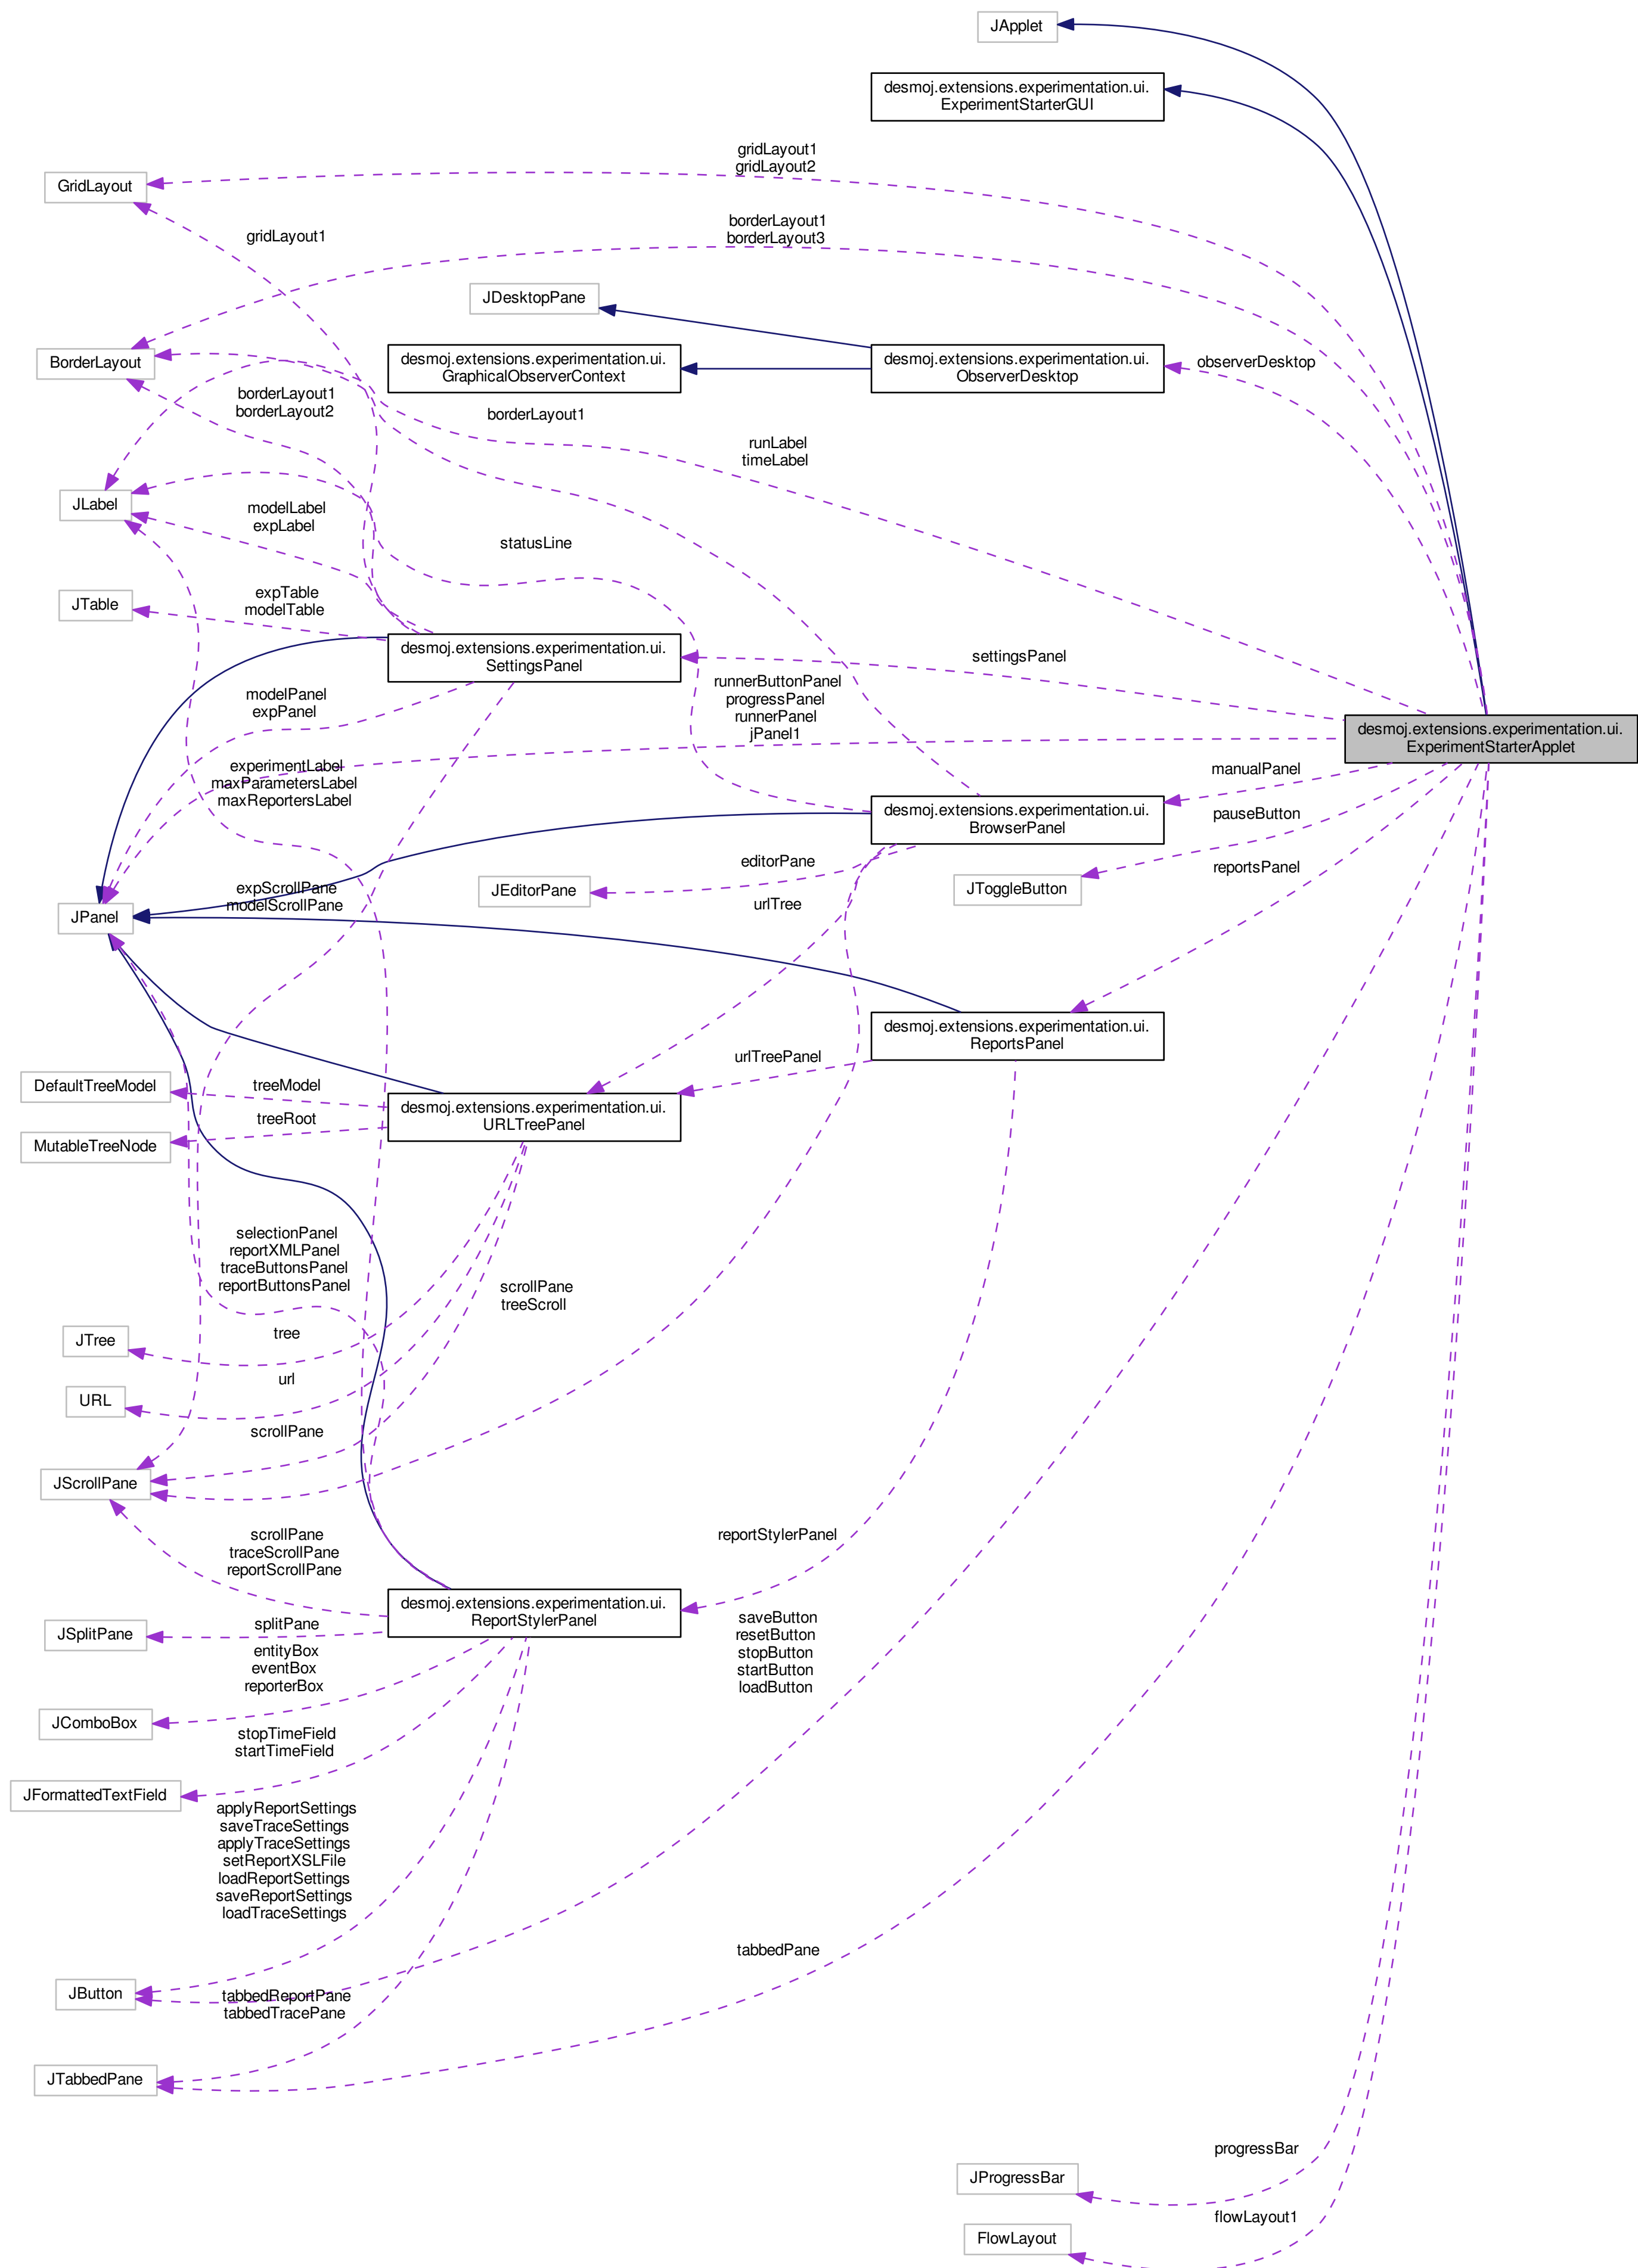 JApplet
desmoj.extensions.experimentation.ui.
ExperimentStarterGUI
gridLayout1
gridLayout2
GridLayout
borderLayout1
borderLayout3
gridLayout1
JDesktopPane
BorderLayout
desmoj.extensions.experimentation.ui.
GraphicalObserverContext
desmoj.extensions.experimentation.ui.
ObserverDesktop
observerDesktop
borderLayout1
borderLayout2
borderLayout1
runLabel
timeLabel
JLabel
modelLabel
expLabel
statusLine
JTable
expTable
modelTable
desmoj.extensions.experimentation.ui.
SettingsPanel
settingsPanel
modelPanel
expPanel
runnerButtonPanel
progressPanel
runnerPanel
jPanel1
desmoj.extensions.experimentation.ui.
ExperimentStarterApplet
experimentLabel
maxParametersLabel
maxReportersLabel
manualPanel
desmoj.extensions.experimentation.ui.
BrowserPanel
pauseButton
editorPane
reportsPanel
JEditorPane
JToggleButton
expScrollPane
modelScrollPane
urlTree
JPanel
desmoj.extensions.experimentation.ui.
ReportsPanel
urlTreePanel
DefaultTreeModel
treeModel
desmoj.extensions.experimentation.ui.
URLTreePanel
treeRoot
MutableTreeNode
selectionPanel
reportXMLPanel
traceButtonsPanel
reportButtonsPanel
scrollPane
treeScroll
JTree
tree
url
URL
scrollPane
JScrollPane
scrollPane
traceScrollPane
reportScrollPane
reportStylerPanel
desmoj.extensions.experimentation.ui.
ReportStylerPanel
splitPane
JSplitPane
entityBox
eventBox
reporterBox
saveButton
resetButton
stopButton
startButton
loadButton
JComboBox
stopTimeField
startTimeField
JFormattedTextField
applyReportSettings
saveTraceSettings
applyTraceSettings
setReportXSLFile
loadReportSettings
saveReportSettings
loadTraceSettings
tabbedPane
JButton
tabbedReportPane
tabbedTracePane
JTabbedPane
progressBar
JProgressBar
flowLayout1
FlowLayout